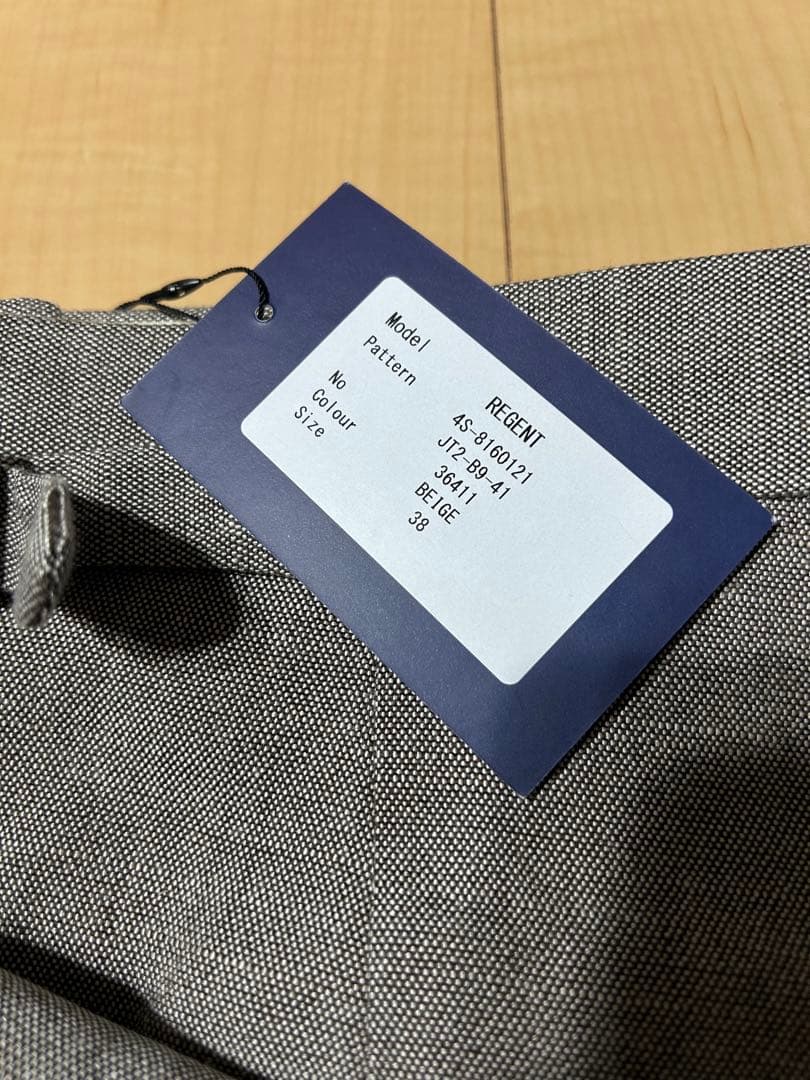 Model REGENT
Pattern 4S-8160121
JT2-B9-41
No 36411
Colour BEIGE
Size 38